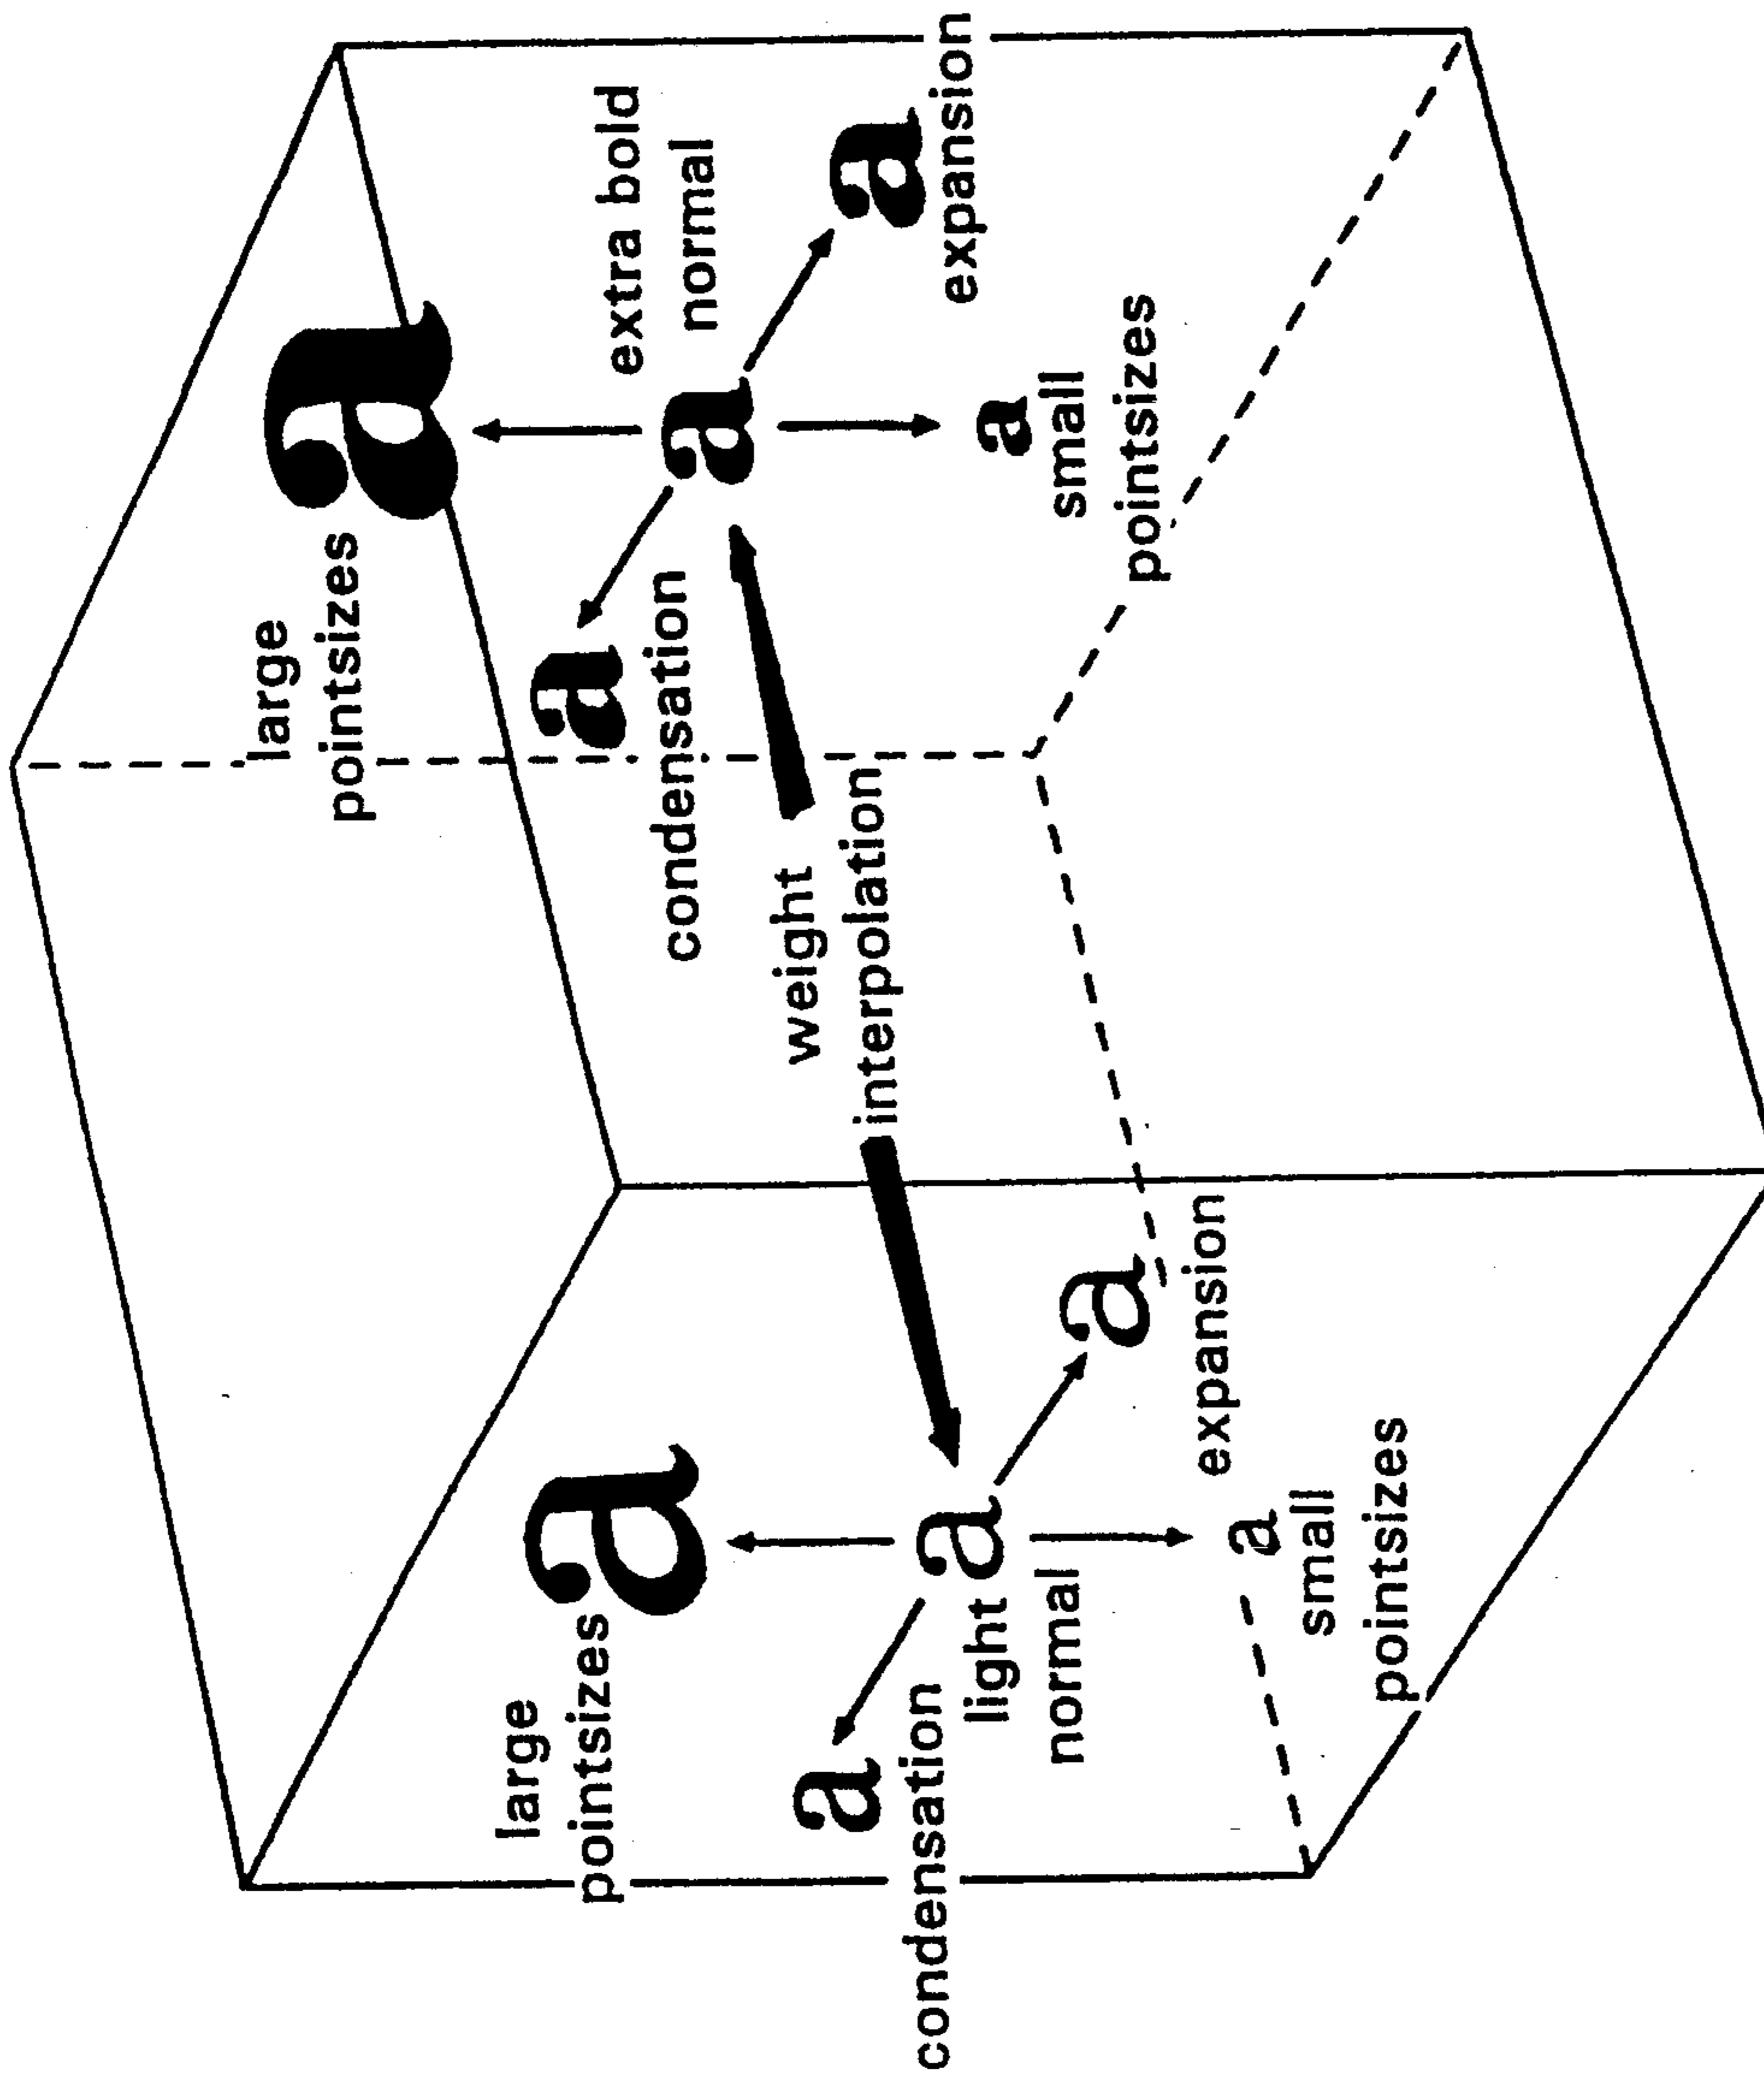 large
pointsizes
a
extra bold
normal
a
a
condensation
a
expansion
a
small
pointsizes
weight
interpolation
large
pointsizes
a
a
condensation
a
light
normal
a
expansion
a
small
pointsizes